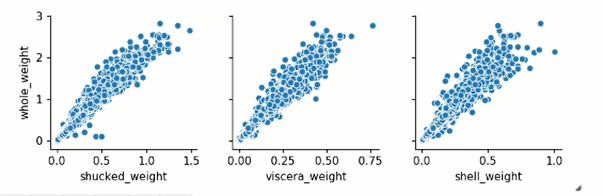 3
2
1
0
whole_weight
0.0 0.5 1.0 1.5
shucked_weight
0.00 0.25 0.50 0.75
viscera_weight
0.0 0.5 1.0
shell_weight